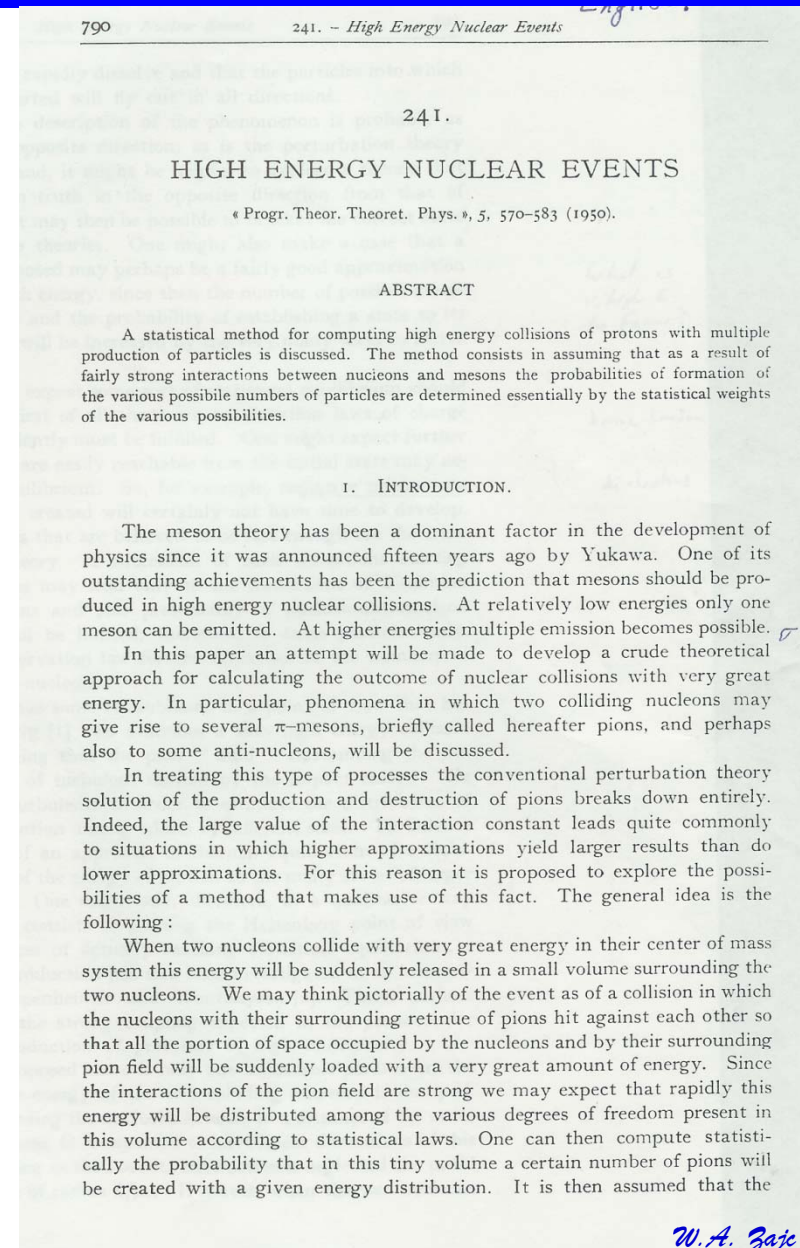 790
241. – High Energy Nuclear Events
241.
HIGH ENERGY NUCLEAR EVENTS
« Progr. Theor. Theoret. Phys. », 5, 570–583 (1950).
ABSTRACT
A statistical method for computing high energy collisions of protons with multiple
production of particles is discussed. The method consists in assuming that as a result of
fairly strong interactions between nucleons and mesons the probabilities of formation of
the various possibile numbers of particles are determined essentially by the statistical weights
of the various possibilities.
1. INTRODUCTION.
The meson theory has been a dominant factor in the development of
physics since it was announced fifteen years ago by Yukawa. One of its
outstanding achievements has been the prediction that mesons should be pro-
duced in high energy nuclear collisions. At relatively low energies only one
meson can be emitted. At higher energies multiple emission becomes possible.
In this paper an attempt will be made to develop a crude theoretical
approach for calculating the outcome of nuclear collisions with very great
energy. In particular, phenomena in which two colliding nucleons may
give rise to several π–mesons, briefly called hereafter pions, and perhaps
also to some anti-nucleons, will be discussed.
In treating this type of processes the conventional perturbation theory
solution of the production and destruction of pions breaks down entirely.
Indeed, the large value of the interaction constant leads quite commonly
to situations in which higher approximations yield larger results than do
lower approximations. For this reason it is proposed to explore the possi-
bilities of a method that makes use of this fact. The general idea is the
following :
When two nucleons collide with very great energy in their center of mass
system this energy will be suddenly released in a small volume surrounding the
two nucleons. We may think pictorially of the event as of a collision in which
the nucleons with their surrounding retinue of pions hit against each other so
that all the portion of space occupied by the nucleons and by their surrounding
pion field will be suddenly loaded with a very great amount of energy. Since
the interactions of the pion field are strong we may expect that rapidly this
energy will be distributed among the various degrees of freedom present in
this volume according to statistical laws. One can then compute statisti-
cally the probability that in this tiny volume a certain number of pions will
be created with a given energy distribution. It is then assumed that the
W.A. Zajc